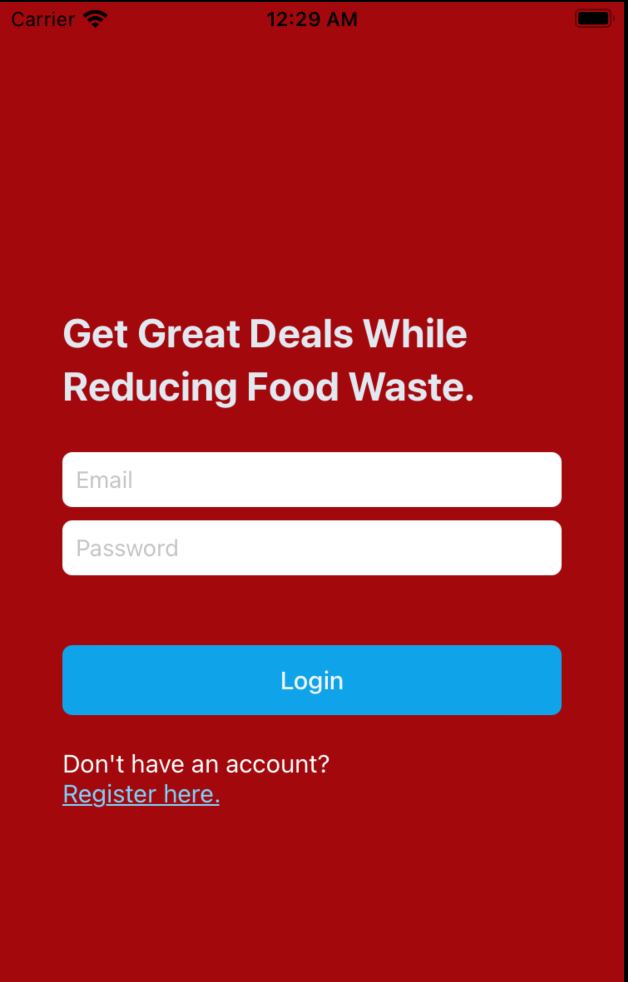 Carrier 12:29 AM
Get Great Deals While
Reducing Food Waste.
Email
Password
Login
Don't have an account?
Register here.